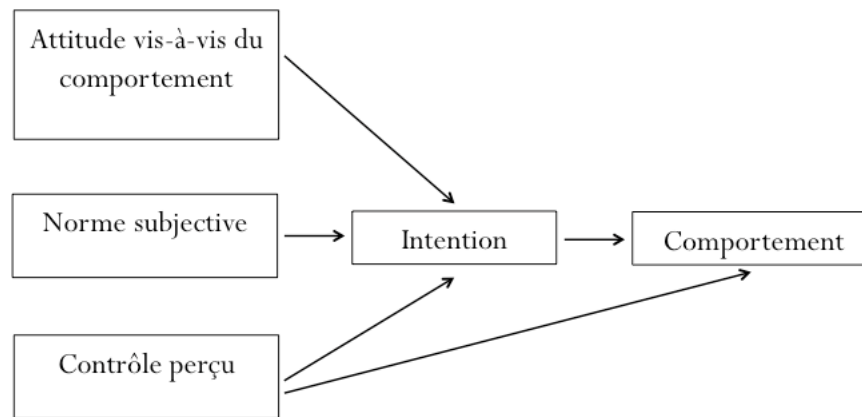 Attitude vis-à-vis du
comportement
Norme subjective
Intention
Comportement
Contrôle perçu